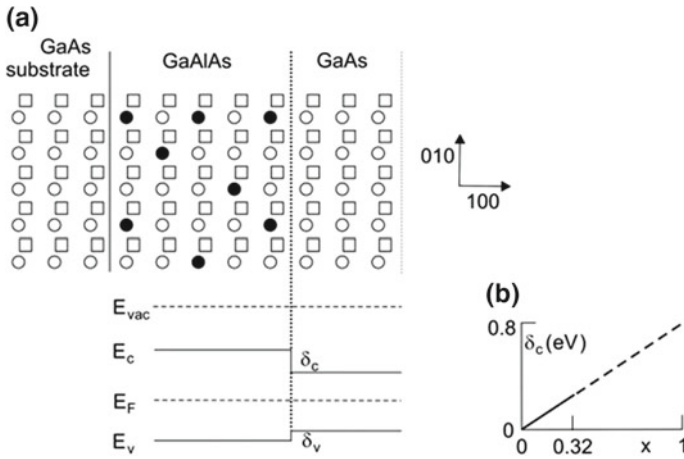 (a)
GaAs
substrate
GaAlAs
GaAs
010
100
E_vac
E_c
δ_c
E_F
E_v
δ_v
(b)
0.8
δ_c (eV)
0
0
0.32
x
1